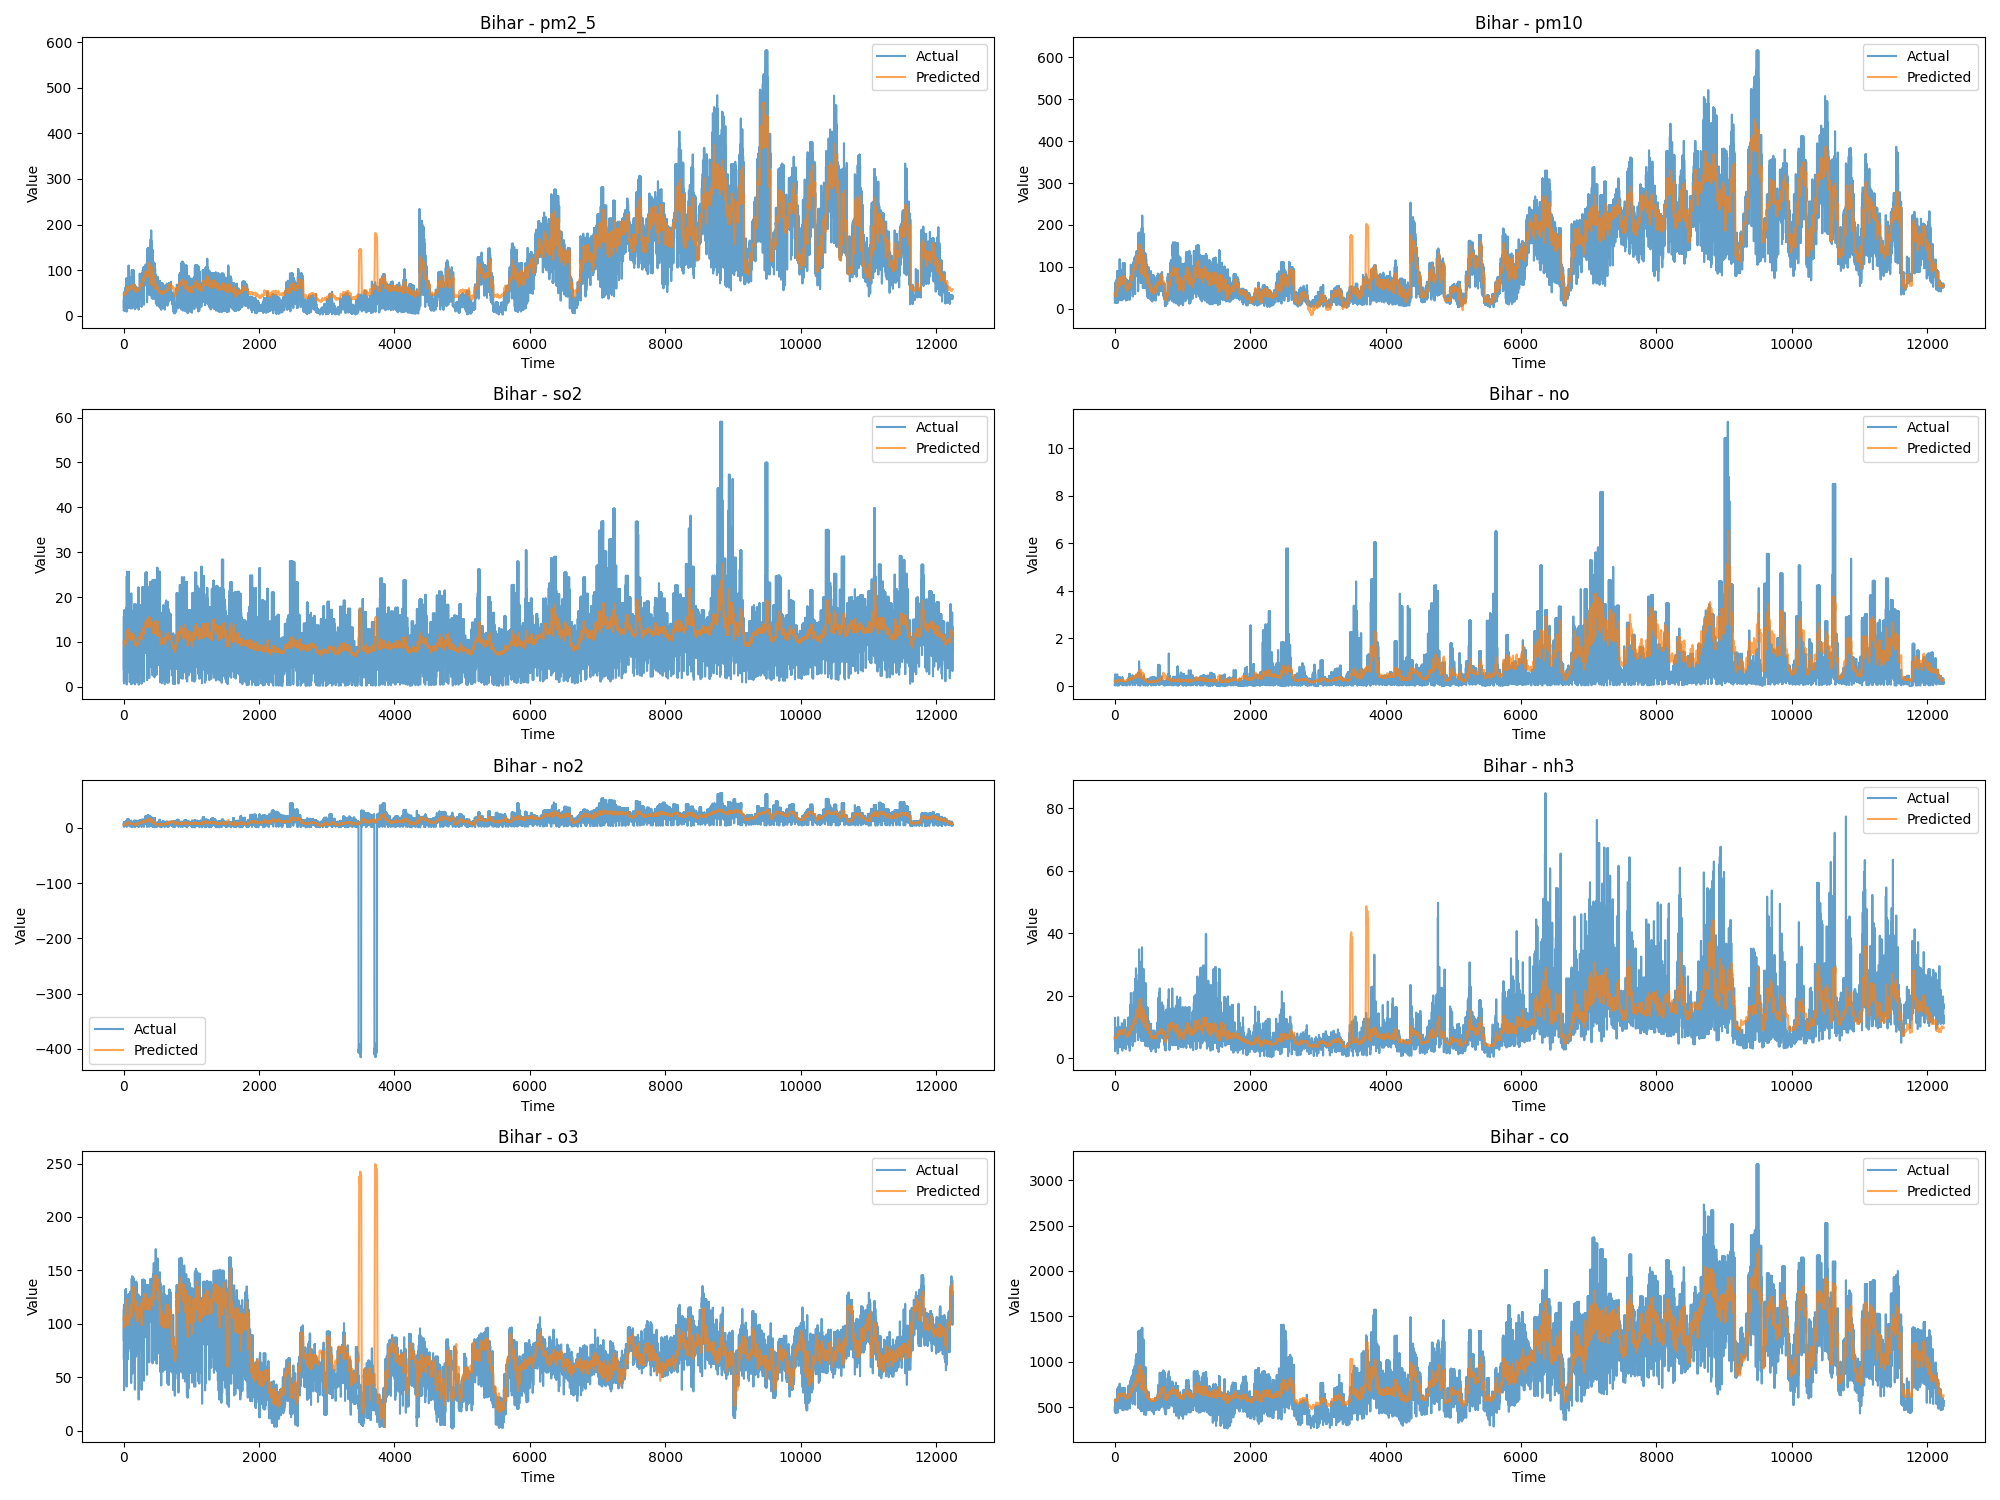 Bihar - pm2_5
Value
600
500
400
300
200
100
0
Actual
Predicted
0 2000 4000 6000 8000 10000 12000
Time
Bihar - pm10
Value
600
500
400
300
200
100
0
Actual
Predicted
0 2000 4000 6000 8000 10000 12000
Time
Bihar - so2
Value
60
50
40
30
20
10
0
Actual
Predicted
0 2000 4000 6000 8000 10000 12000
Time
Bihar - no
Value
10
8
6
4
2
0
Actual
Predicted
0 2000 4000 6000 8000 10000 12000
Time
Bihar - no2
Value
0
−100
−200
−300
−400
Actual
Predicted
0 2000 4000 6000 8000 10000 12000
Time
Bihar - nh3
Value
80
60
40
20
0
Actual
Predicted
0 2000 4000 6000 8000 10000 12000
Time
Bihar - o3
Value
250
200
150
100
50
0
Actual
Predicted
0 2000 4000 6000 8000 10000 12000
Time
Bihar - co
Value
3000
2500
2000
1500
1000
500
Actual
Predicted
0 2000 4000 6000 8000 10000 12000
Time